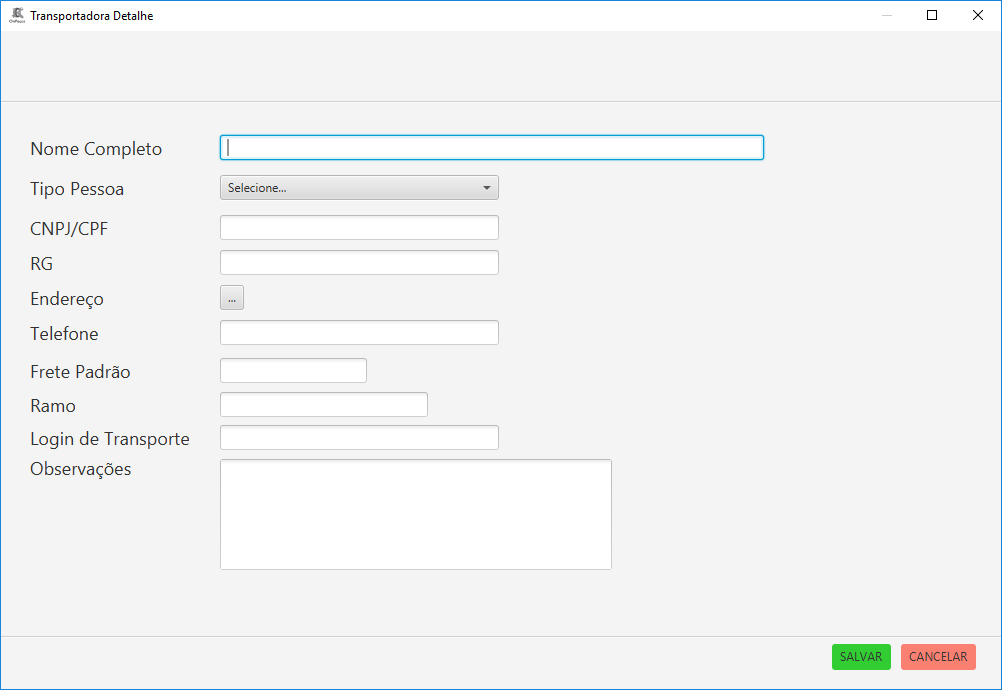 Transportadora Detalhe
Nome Completo
Tipo Pessoa Selecione...
CNPJ/CPF
RG
Endereço ...
Telefone
Frete Padrão
Ramo
Login de Transporte
Observações
SALVAR CANCELAR